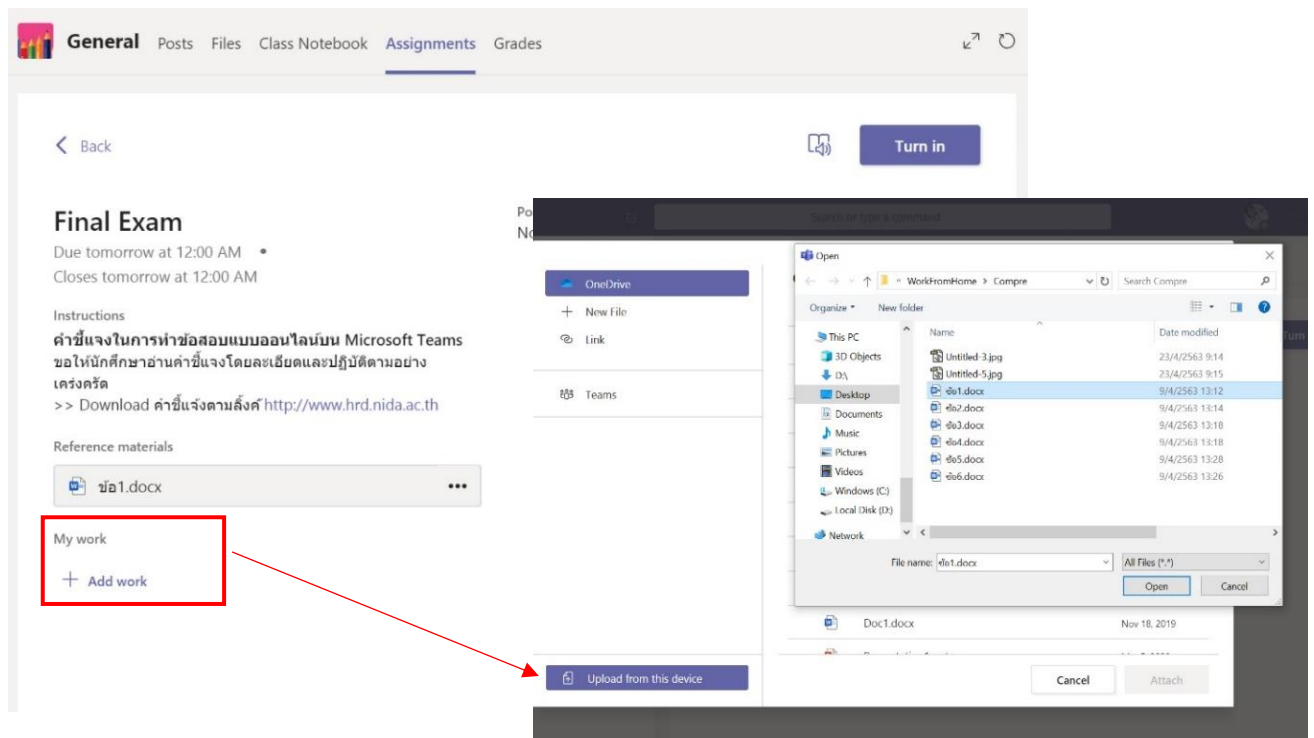 General Posts Files Class Notebook Assignments Grades
Back
Turn in
Final Exam
Due tomorrow at 12:00 AM •
Closes tomorrow at 12:00 AM
Instructions
คำชี้แจงในการทำข้อสอบแบบออนไลน์บน Microsoft Teams
ขอให้นักศึกษาอ่านคำชี้แจงโดยละเอียดและปฏิบัติตามอย่าง
เคร่งครัด
>> Download คำชี้แจ้งตามลิ้งค์ http://www.hrd.nida.ac.th
Reference materials
ข้อ1.docx
My work
+ Add work
Po
No
Search or type a command
OneDrive
+ New File
Link
Teams
Upload from this device
Open
« WorkFromHome > Compre
Search Compre
Organize
New folder
This PC
3D Objects
D:\
Desktop
Documents
Music
Pictures
Videos
Windows (C:)
Local Disk (D:)
Network
Name Date modified
Untitled-3.jpg 23/4/2563 9:14
Untitled-5.jpg 23/4/2563 9:15
ข้อ1.docx 9/4/2563 13:12
ข้อ2.docx 9/4/2563 13:14
ข้อ3.docx 9/4/2563 13:18
ข้อ4.docx 9/4/2563 13:18
ข้อ5.docx 9/4/2563 13:28
ข้อ6.docx 9/4/2563 13:26
File name: ข้อ1.docx
All Files (*.*)
Open Cancel
Turn
Doc1.docx Nov 18, 2019
Cancel Attach